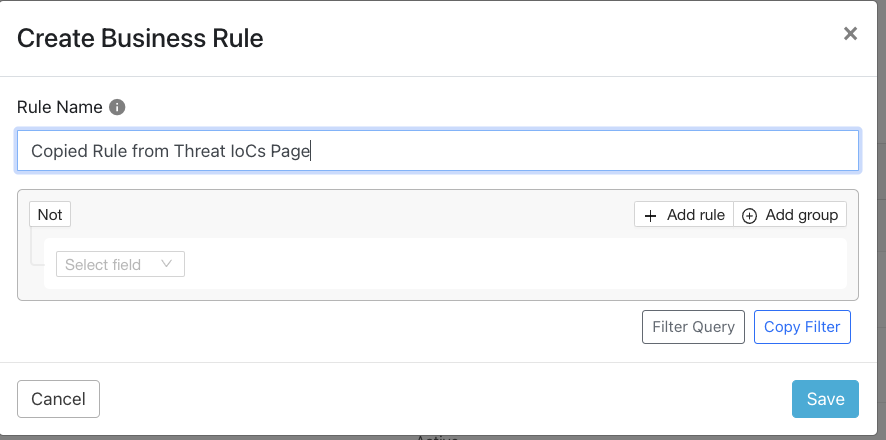 Create Business Rule
×
Rule Name
Copied Rule from Threat IoCs Page
Not
+ Add rule
Add group
Select field
Filter Query
Copy Filter
Cancel
Save